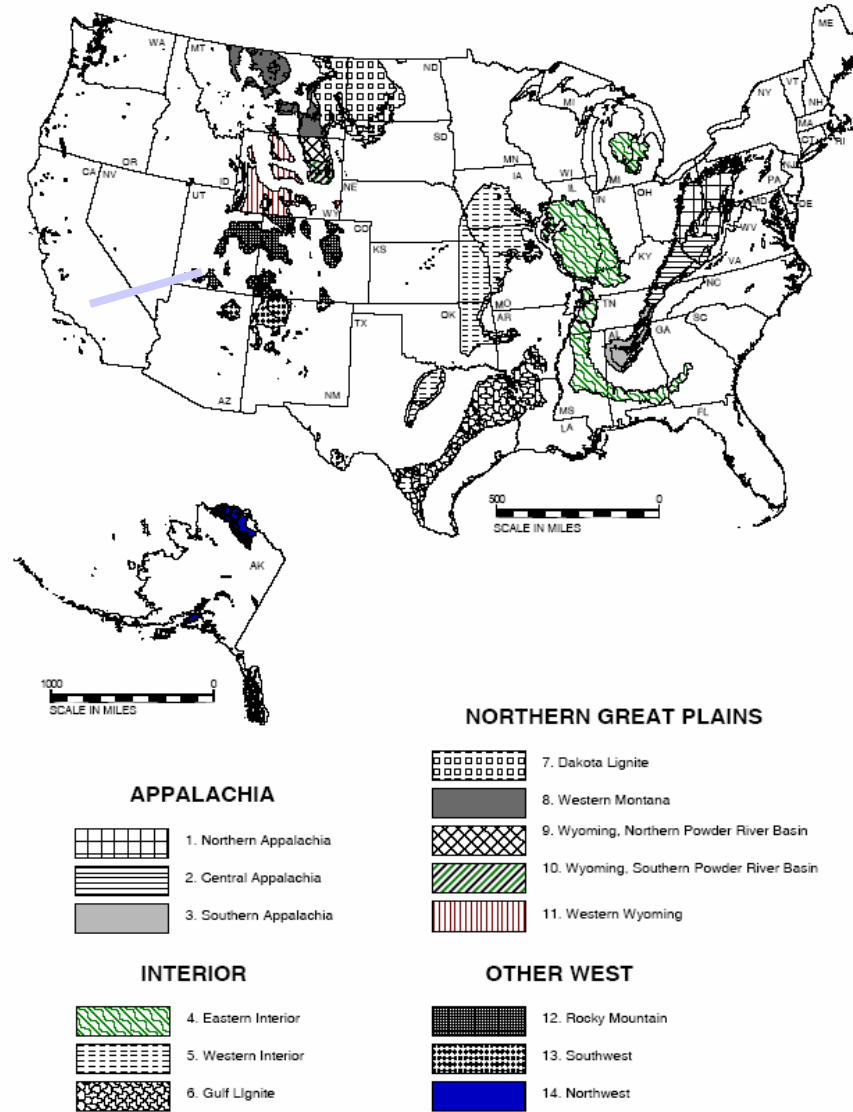 WA
MT
ND
ME
VT
NH
NY
MA
CT
RI
MI
OR
SD
MN
WI
CA
NV
ID
IA
MI
OH
PA
NJ
UT
NE
WY
IL
IN
MD
DE
WV
CO
KS
KY
VA
MO
NC
TN
OK
AR
SC
TX
AL
GA
AZ
NM
MS
LA
FL
500
0
SCALE IN MILES
AK
1000
0
SCALE IN MILES
NORTHERN GREAT PLAINS
7. Dakota Lignite
8. Western Montana
9. Wyoming, Northern Powder River Basin
10. Wyoming, Southern Powder River Basin
11. Western Wyoming
APPALACHIA
1. Northern Appalachia
2. Central Appalachia
3. Southern Appalachia
INTERIOR
4. Eastern Interior
5. Western Interior
6. Gulf LIgnite
OTHER WEST
12. Rocky Mountain
13. Southwest
14. Northwest